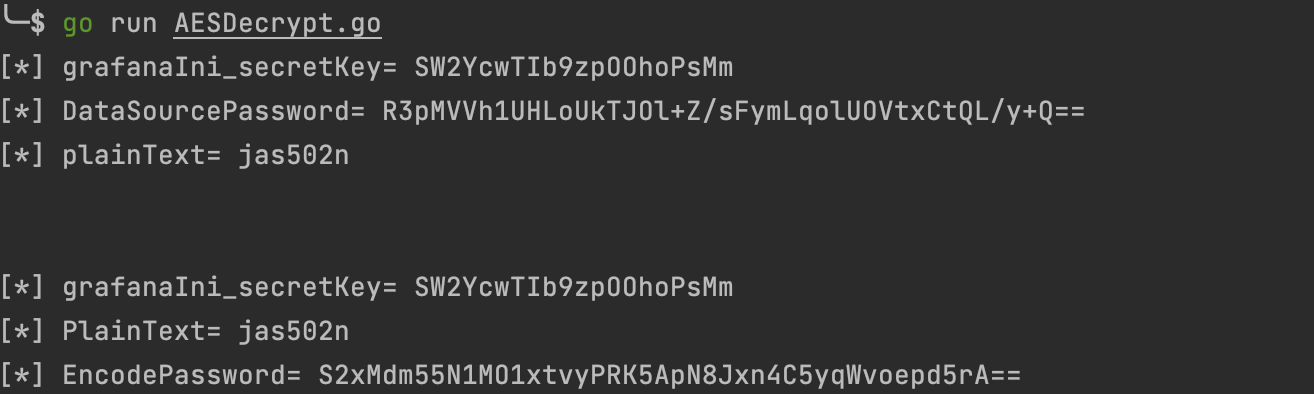 ╰─$ go run AESDecrypt.go
[*] grafanaIni_secretKey= SW2YcwTIb9zpOOhoPsMm
[*] DataSourcePassword= R3pMVVh1UHLoUkTJOl+Z/sFymLqolUOVtxCtQL/y+Q==
[*] plainText= jas502n
[*] grafanaIni_secretKey= SW2YcwTIb9zpOOhoPsMm
[*] PlainText= jas502n
[*] EncodePassword= S2xMdm55N1MO1xtvyPRK5ApN8Jxn4C5yqWvoepd5rA==